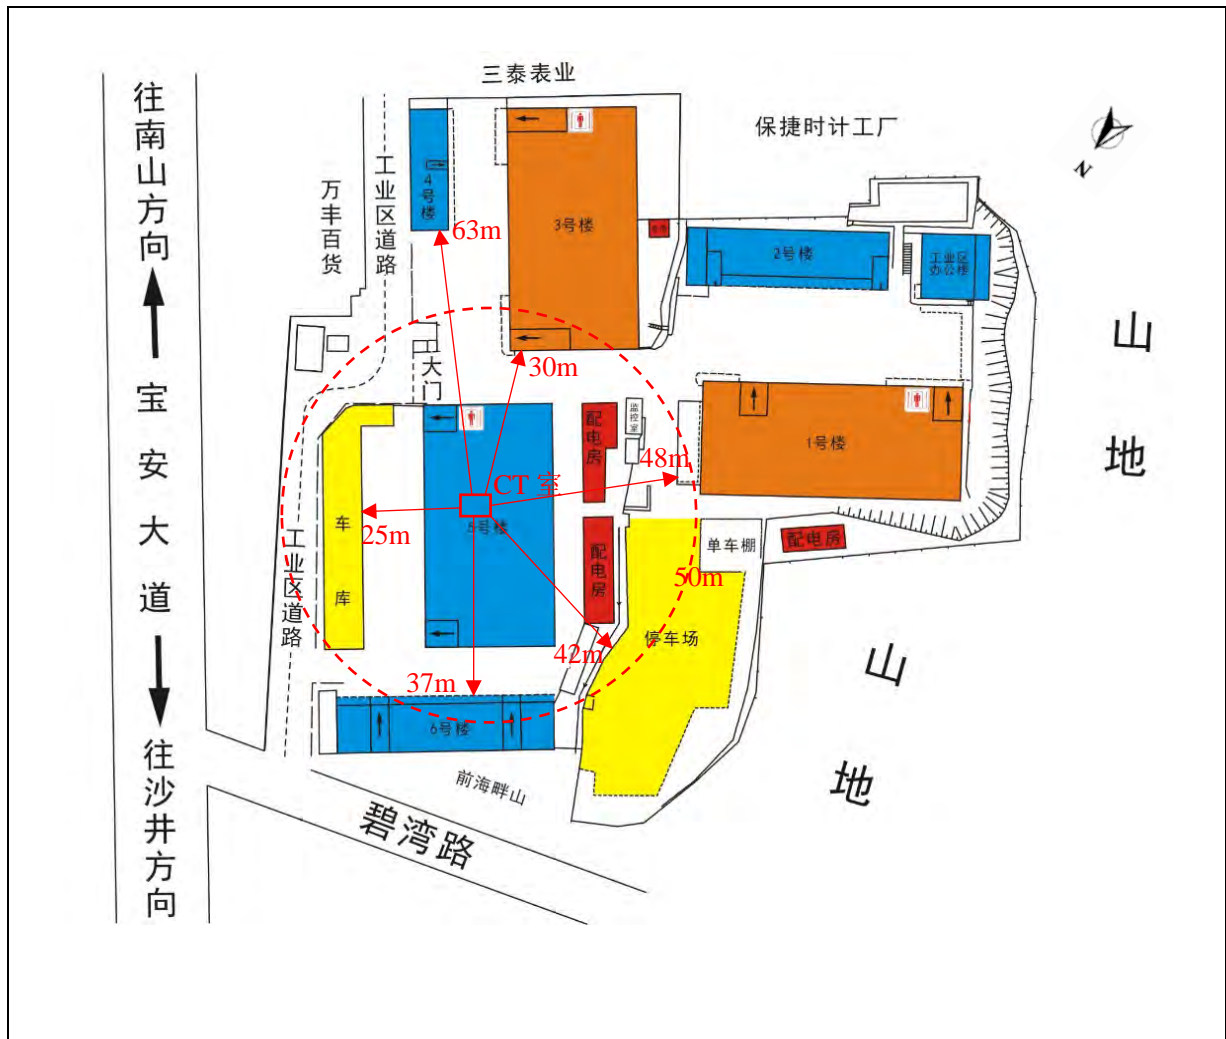 三泰表业
保捷时计工厂
N
往南山方向
宝安大道
往沙井方向
万丰百货
工业区道路
4号楼
3号楼
63m
2号楼
工业区
办公楼
山地
大门
30m
配电房
监控室
48m
1号楼
CT 室
5号楼
25m
车库
工业区道路
配电房
50m
单车棚
配电房
停车场
42m
37m
6号楼
山地
前海畔山
碧湾路